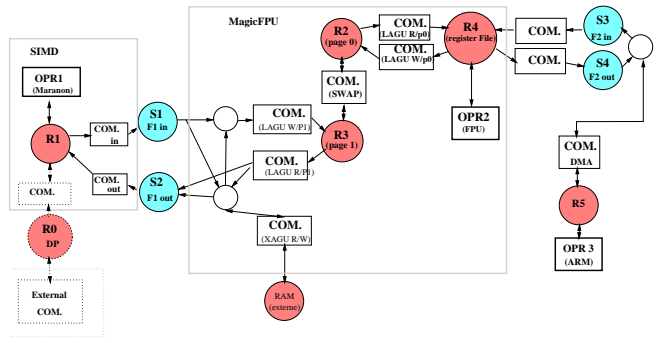 MagicFPU
SIMD
OPR1
(Maranon)
R1
COM.
in
COM.
out
COM.
R0
DP
External
COM.
S1
F1 in
S2
F1 out
COM.
(LAGU W/P1)
COM.
(LAGU R/P1)
COM.
(XAGU R/W)
RAM
(externe)
R2
(page 0)
COM.
(SWAP)
R3
(page 1)
COM.
(LAGU R/p0)
COM.
(LAGU W/p0
R4
(register File)
OPR2
(FPU)
COM.
COM.
S3
F2 in
S4
F2 out
COM.
DMA
R5
OPR 3
(ARM)